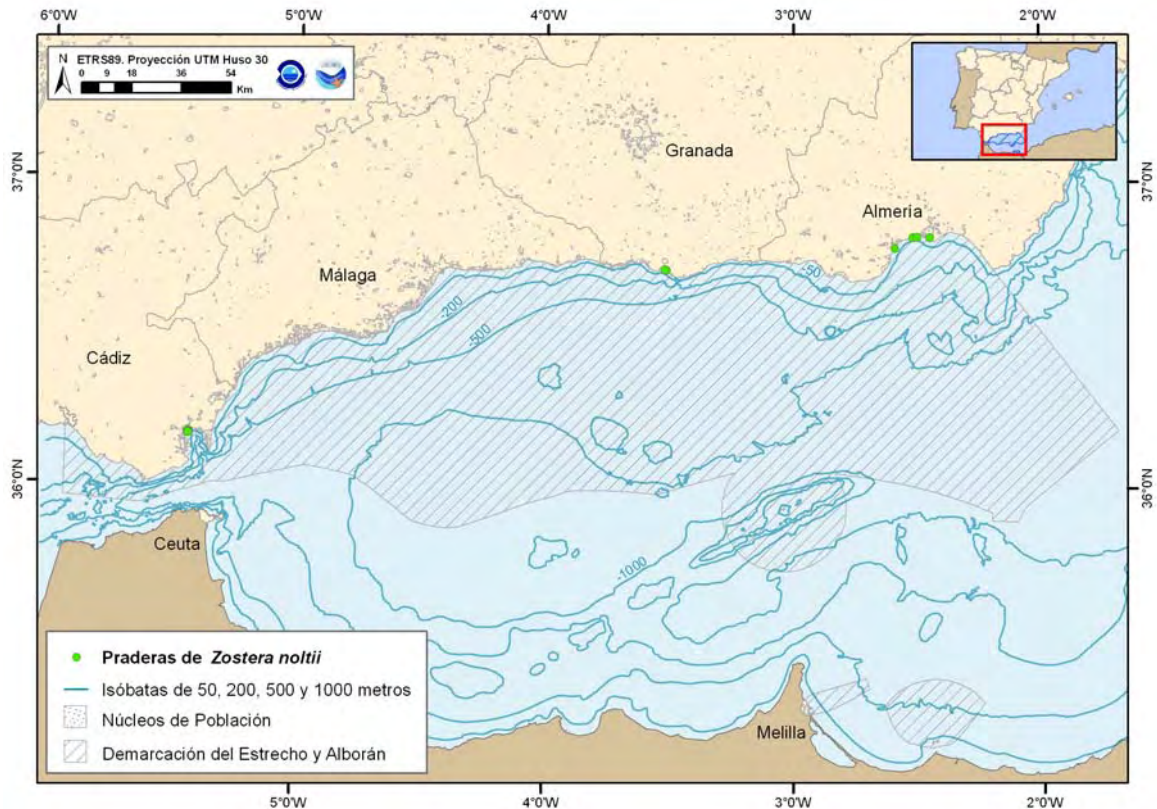 6°0'W 5°0'W 4°0'W 3°0'W 2°0'W
N ETRS89. Proyección UTM Huso 30
0 9 18 36 54
Km
37°0'N
37°0'N
Granada
Almería
Málaga
-50
-200
-500
Cádiz
36°0'N
36°0'N
Ceuta
-1000
Praderas de Zostera noltii
Isóbatas de 50, 200, 500 y 1000 metros
Núcleos de Población
Demarcación del Estrecho y Alborán
Melilla
5°0'W 4°0'W 3°0'W 2°0'W